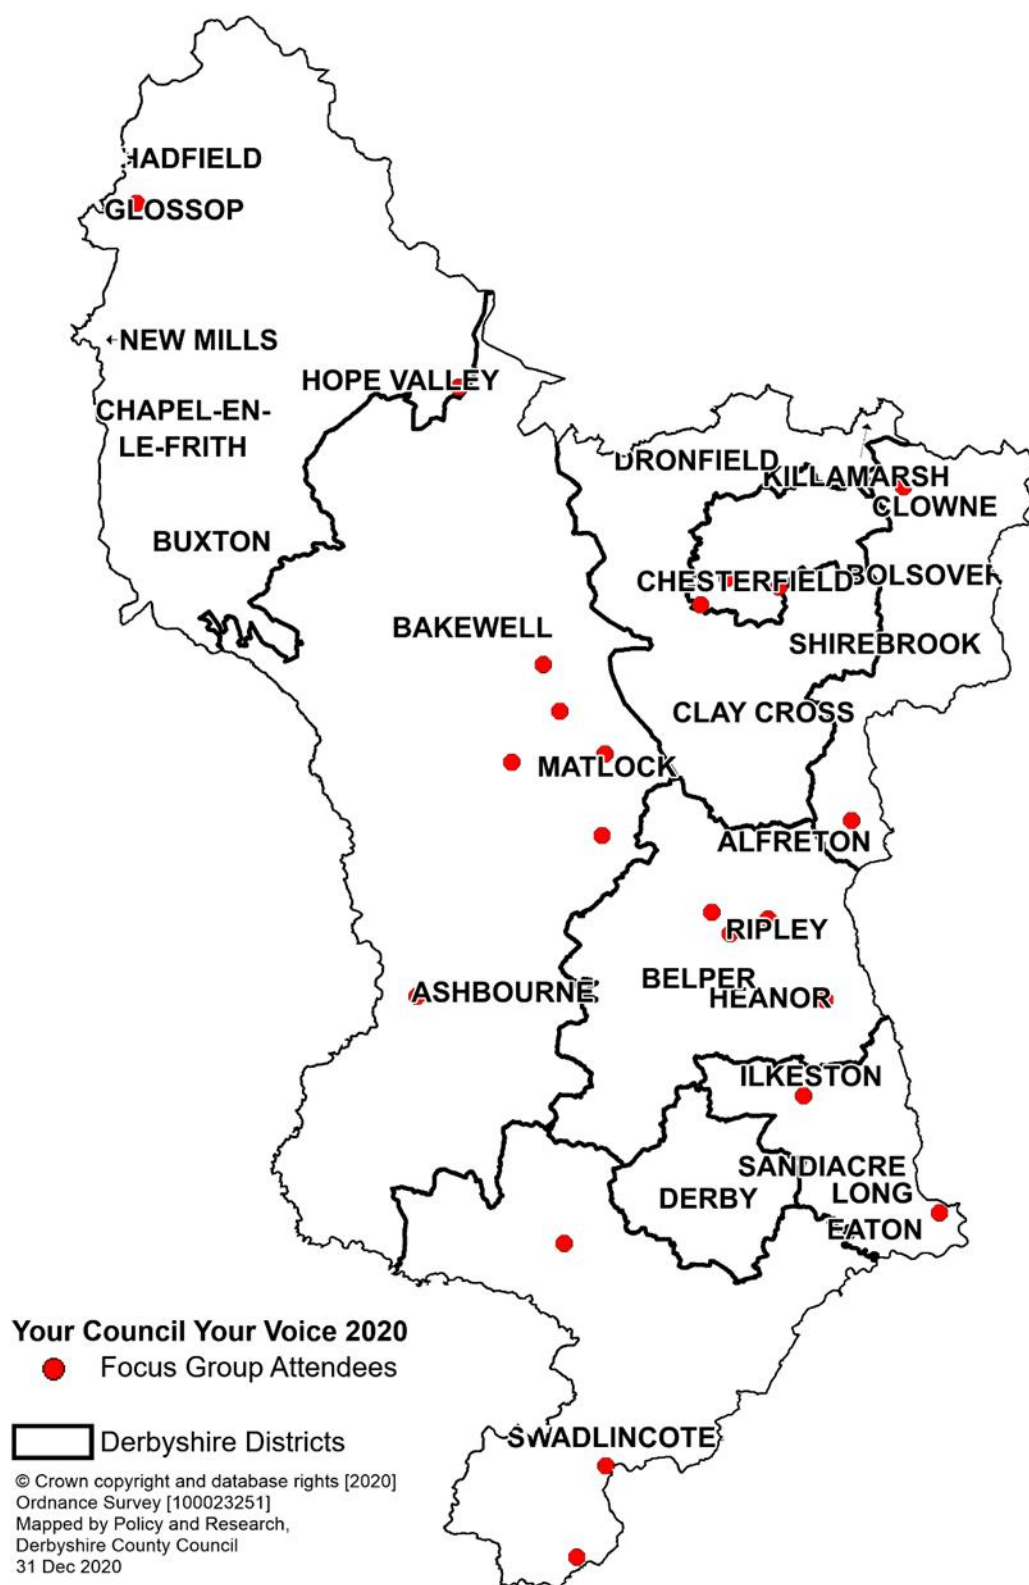 HADFIELD
GLOSSOP
NEW MILLS
HOPE VALLEY
CHAPEL-EN-
LE-FRITH
DRONFIELD
KILLAMARSH
CLOWNE
BUXTON
CHESTERFIELD
BOLSOVER
BAKEWELL
SHIREBROOK
CLAY CROSS
MATLOCK
ALFRETON
RIPLEY
BELPER
ASHBOURNE
HEANOR
ILKESTON
SANDIACRE
DERBY
LONG
EATON
Your Council Your Voice 2020
Focus Group Attendees
SWADLINCOTE
Derbyshire Districts
© Crown copyright and database rights [2020]
Ordnance Survey [100023251]
Mapped by Policy and Research,
Derbyshire County Council
31 Dec 2020